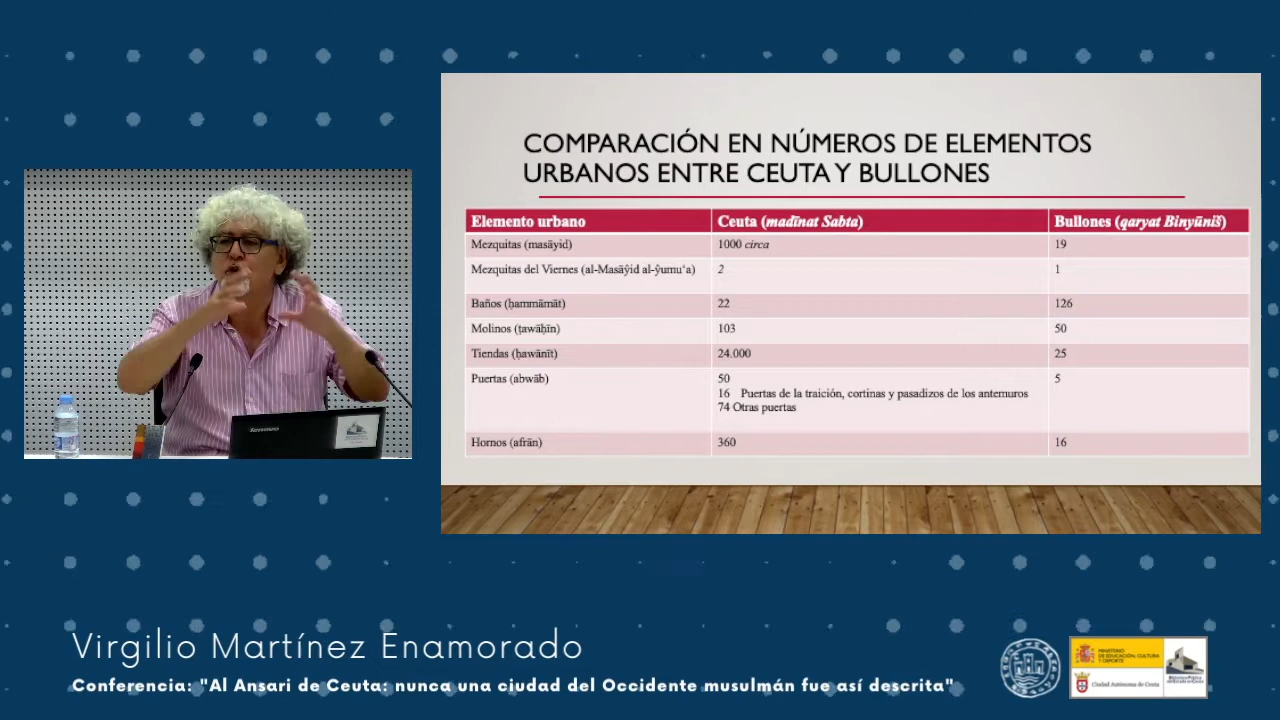 COMPARACIÓN EN NÚMEROS DE ELEMENTOS
URBANOS ENTRE CEUTA Y BULLONES
Elemento urbano Ceuta (madīnat Sabta) Bullones (qaryat Binyūniš)
Mezquitas (masāyid) 1000 circa 19
Mezquitas del Viernes (al-Masāŷid al-ŷumu‘a) 2 1
Baños (ḥammāmāt) 22 126
Molinos (ṭawāḥīn) 103 50
Tiendas (ḥawānīt) 24.000 25
Puertas (abwāb) 50 5
16 Puertas de la traición, cortinas y pasadizos de los antemuros
74 Otras puertas
Hornos (afrān) 360 16
Lenovo
Virgilio Martínez Enamorado
Conferencia: "Al Ansari de Ceuta: nunca una ciudad del Occidente musulmán fue así descrita"
MINISTERIO
DE EDUCACIÓN, CULTURA
Y DEPORTE
Ciudad Autónoma de Ceuta